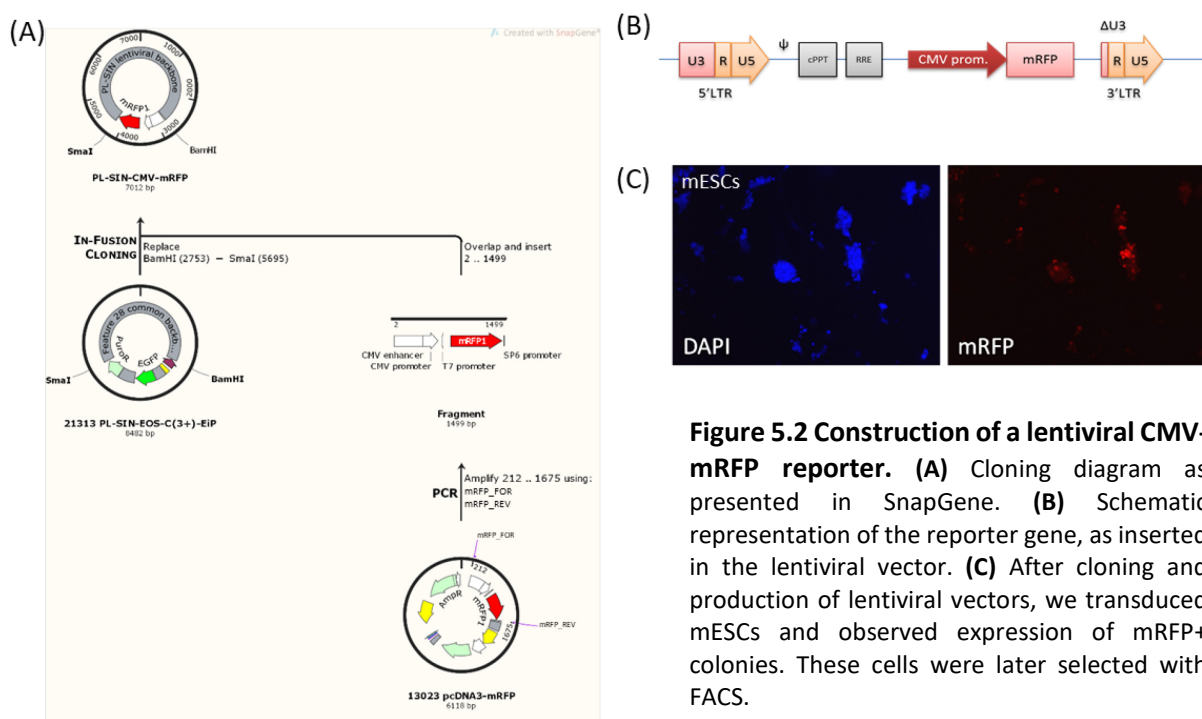 (A)
Created with SnapGene®
7000
1000
2000
3000
4000
5000
6000
PL-SIN lentiviral backbone
mRFP1
SmaI
BamHI
PL-SIN-CMV-mRFP
7012 bp
IN-FUSION
CLONING
Replace
BamHI (2753) – SmaI (5695)
Overlap and insert
2 .. 1499
Feature 28 common backb...
PuroR
EGFP
SmaI
BamHI
21313 PL-SIN-EOS-C(3+)-EiP
8482 bp
2
1499
mRFP1
CMV enhancer
CMV promoter
T7 promoter
SP6 promoter
Fragment
1499 bp
PCR
Amplify 212 .. 1675 using:
mRFP_FOR
mRFP_REV
mRFP_FOR
212
AmpR
mRFP1
1675
mRFP_REV
13023 pcDNA3-mRFP
6118 bp
(B)
ΔU3
ψ
U3
R
U5
cPPT
RRE
CMV prom.
mRFP
R
U5
5'LTR
3'LTR
(C)
mESCs
DAPI
mRFP
Figure 5.2 Construction of a lentiviral CMV-
mRFP reporter. (A) Cloning diagram as
presented in SnapGene. (B) Schematic
representation of the reporter gene, as inserted
in the lentiviral vector. (C) After cloning and
production of lentiviral vectors, we transduced
mESCs and observed expression of mRFP+
colonies. These cells were later selected with
FACS.